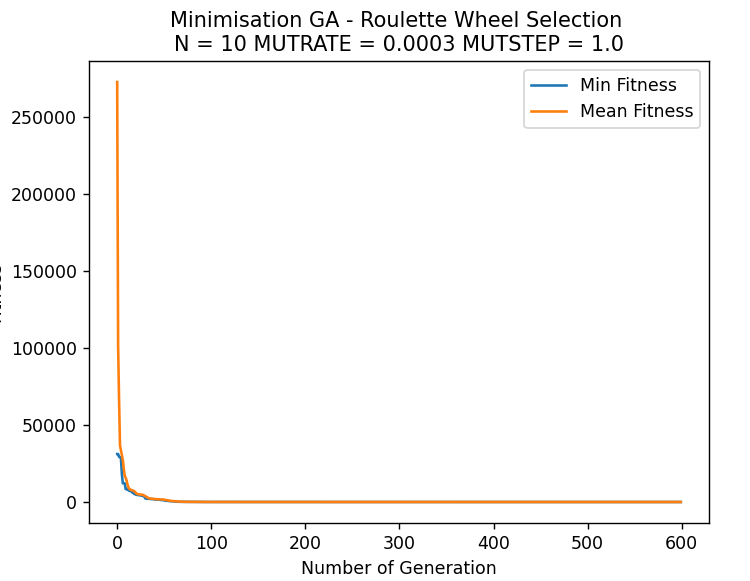 Minimisation GA - Roulette Wheel Selection
N = 10 MUTRATE = 0.0003 MUTSTEP = 1.0
Min Fitness
Mean Fitness
250000
200000
150000
100000
50000
0
0 100 200 300 400 500 600
Number of Generation